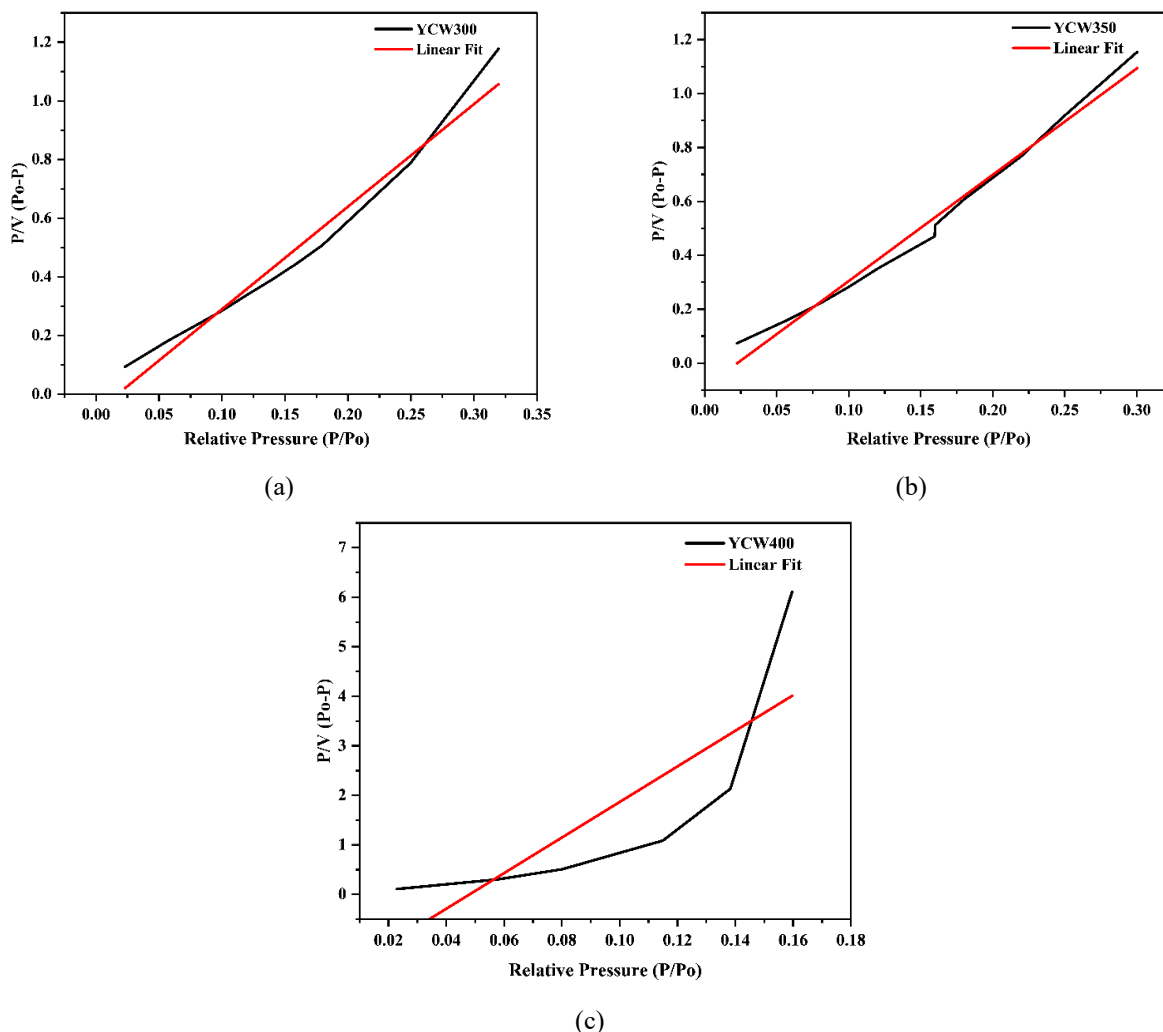 YCW300
Linear Fit
1.2
1.0
0.8
0.6
0.4
0.2
0.0
P/V (Po-P)
0.00 0.05 0.10 0.15 0.20 0.25 0.30 0.35
Relative Pressure (P/Po)
(a)
YCW350
Linear Fit
1.2
1.0
0.8
0.6
0.4
0.2
0.0
P/V (Po-P)
0.00 0.05 0.10 0.15 0.20 0.25 0.30
Relative Pressure (P/Po)
(b)
YCW400
Linear Fit
7
6
5
4
3
2
1
0
P/V (Po-P)
0.02 0.04 0.06 0.08 0.10 0.12 0.14 0.16 0.18
Relative Pressure (P/Po)
(c)